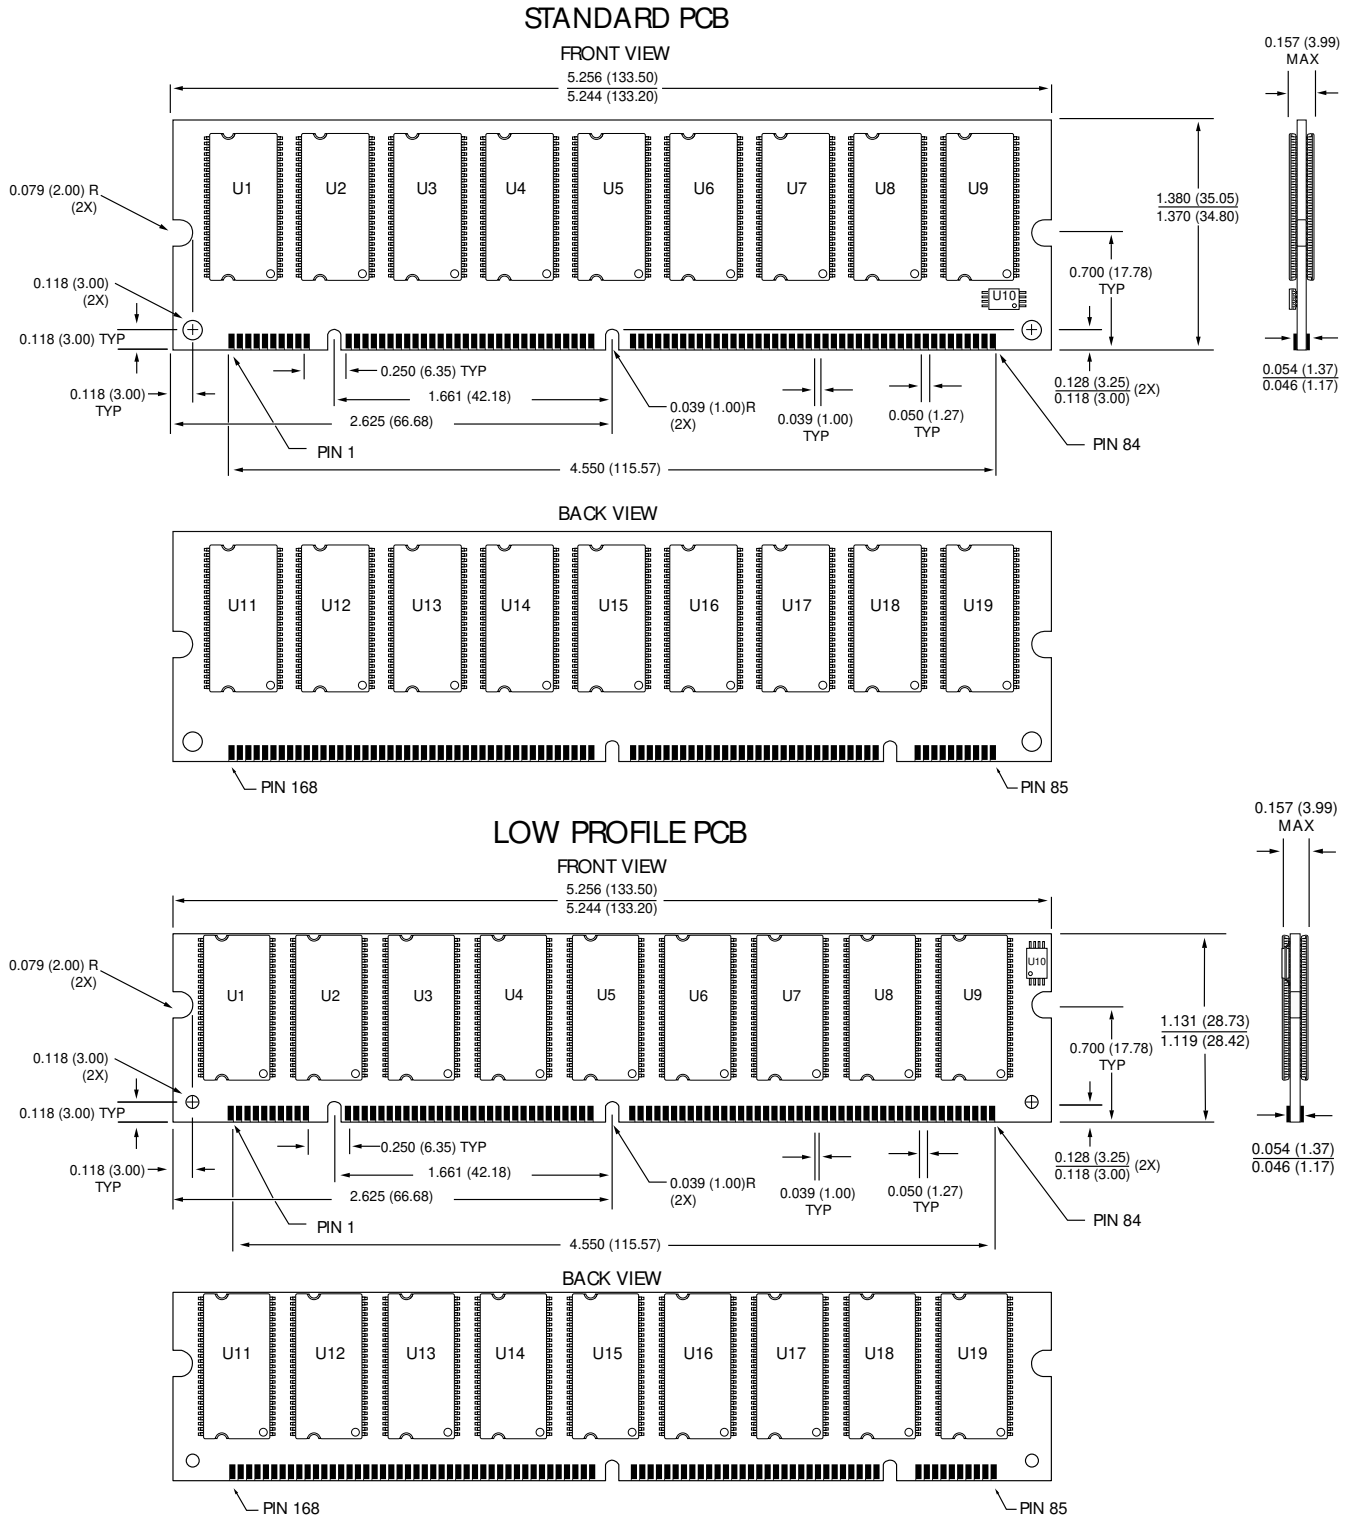 STANDARD PCB
FRONT VIEW
5.256 (133.50)
5.244 (133.20)
0.157 (3.99)
MAX
U1 U2 U3 U4 U5 U6 U7 U8 U9
0.079 (2.00) R
(2X)
1.380 (35.05)
1.370 (34.80)
0.700 (17.78)
TYP
0.118 (3.00)
(2X)
U10
0.118 (3.00) TYP
0.118 (3.00)
TYP
0.250 (6.35) TYP
1.661 (42.18)
2.625 (66.68)
0.039 (1.00)R
(2X)
0.039 (1.00)
TYP
0.050 (1.27)
TYP
0.128 (3.25)
0.118 (3.00)
(2X)
0.054 (1.37)
0.046 (1.17)
PIN 1
PIN 84
4.550 (115.57)
BACK VIEW
U11 U12 U13 U14 U15 U16 U17 U18 U19
PIN 168
PIN 85
LOW PROFILE PCB
FRONT VIEW
5.256 (133.50)
5.244 (133.20)
0.157 (3.99)
MAX
U1 U2 U3 U4 U5 U6 U7 U8 U9
U10
0.079 (2.00) R
(2X)
1.131 (28.73)
1.119 (28.42)
0.700 (17.78)
TYP
0.118 (3.00)
(2X)
0.118 (3.00) TYP
0.118 (3.00)
TYP
0.250 (6.35) TYP
1.661 (42.18)
2.625 (66.68)
0.039 (1.00)R
(2X)
0.039 (1.00)
TYP
0.050 (1.27)
TYP
0.128 (3.25)
0.118 (3.00)
(2X)
0.054 (1.37)
0.046 (1.17)
PIN 1
PIN 84
4.550 (115.57)
BACK VIEW
U11 U12 U13 U14 U15 U16 U17 U18 U19
PIN 168
PIN 85